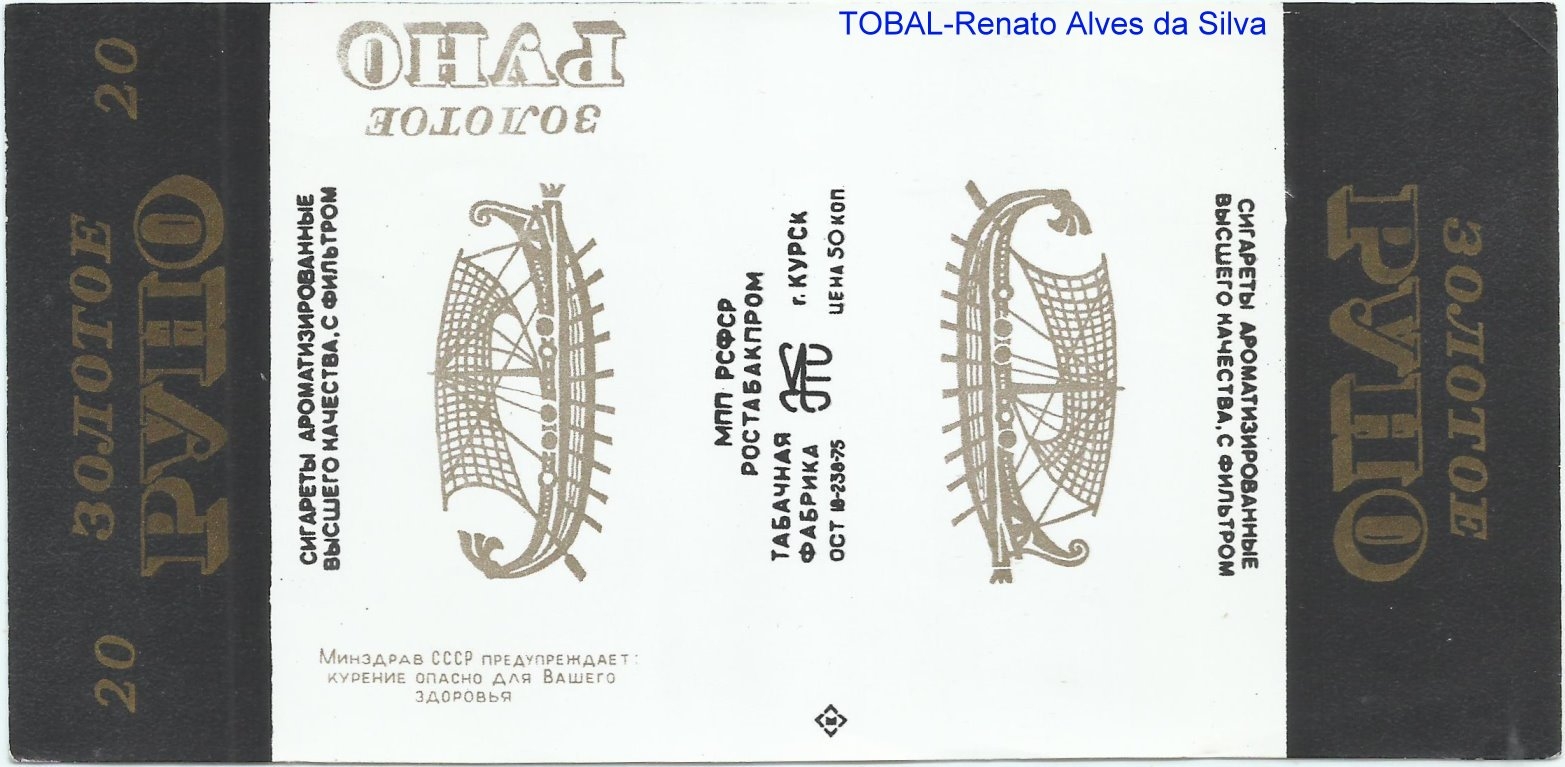 TOBAL-Renato Alves da Silva
20 20
ЗОЛОТОЕ
РУНО
ЗОЛОТОЕ
РУНО
СИГАРЕТЫ АРОМАТИЗИРОВАННЫЕ
ВЫСШЕГО КАЧЕСТВА, С ФИЛЬТРОМ
МИНЗДРАВ СССР ПРЕДУПРЕЖДАЕТ:
КУРЕНИЕ ОПАСНО ДЛЯ ВАШЕГО
ЗДОРОВЬЯ
МПП РСФСР
РОСТАБАКПРОМ
ТАБАЧНАЯ
ФАБРИКА г. КУРСК
ОСТ 18-238-75 ЦЕНА 50 КОП.
СИГАРЕТЫ АРОМАТИЗИРОВАННЫЕ
ВЫСШЕГО КАЧЕСТВА, С ФИЛЬТРОМ
ЗОЛОТОЕ
РУНО